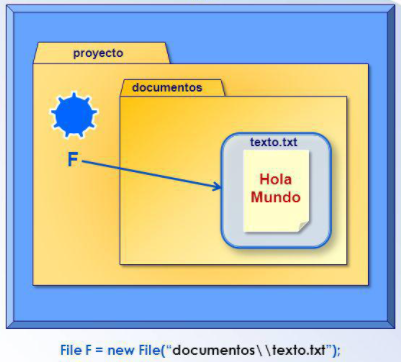 proyecto
documentos
texto.txt
F
Hola
Mundo
File F = new File("documentos\\texto.txt");